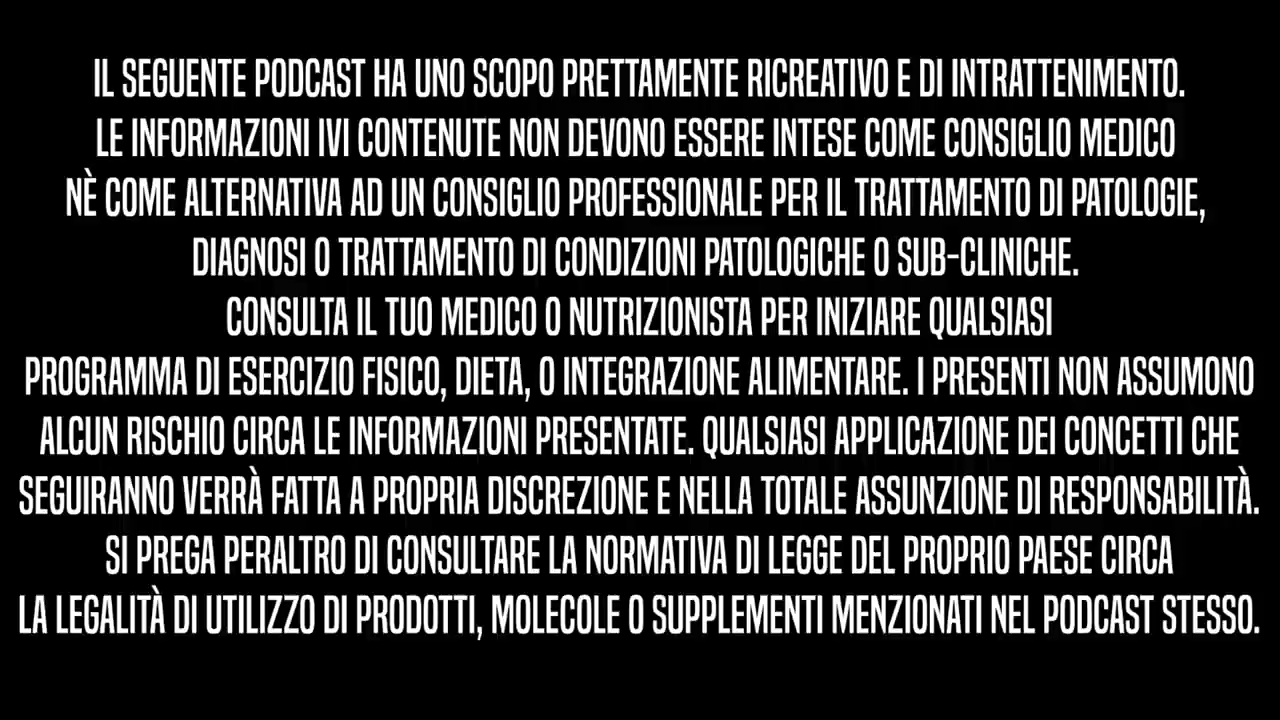 IL SEGUENTE PODCAST HA UNO SCOPO PRETTAMENTE RICREATIVO E DI INTRATTENIMENTO.
LE INFORMAZIONI IVI CONTENUTE NON DEVONO ESSERE INTESE COME CONSIGLIO MEDICO
NÈ COME ALTERNATIVA AD UN CONSIGLIO PROFESSIONALE PER IL TRATTAMENTO DI PATOLOGIE,
DIAGNOSI O TRATTAMENTO DI CONDIZIONI PATOLOGICHE O SUB-CLINICHE.
CONSULTA IL TUO MEDICO O NUTRIZIONISTA PER INIZIARE QUALSIASI
PROGRAMMA DI ESERCIZIO FISICO, DIETA, O INTEGRAZIONE ALIMENTARE. I PRESENTI NON ASSUMONO
ALCUN RISCHIO CIRCA LE INFORMAZIONI PRESENTATE. QUALSIASI APPLICAZIONE DEI CONCETTI CHE
SEGUIRANNO VERRÀ FATTA A PROPRIA DISCREZIONE E NELLA TOTALE ASSUNZIONE DI RESPONSABILITÀ.
SI PREGA PERALTRO DI CONSULTARE LA NORMATIVA DI LEGGE DEL PROPRIO PAESE CIRCA
LA LEGALITÀ DI UTILIZZO DI PRODOTTI, MOLECOLE O SUPPLEMENTI MENZIONATI NEL PODCAST STESSO.